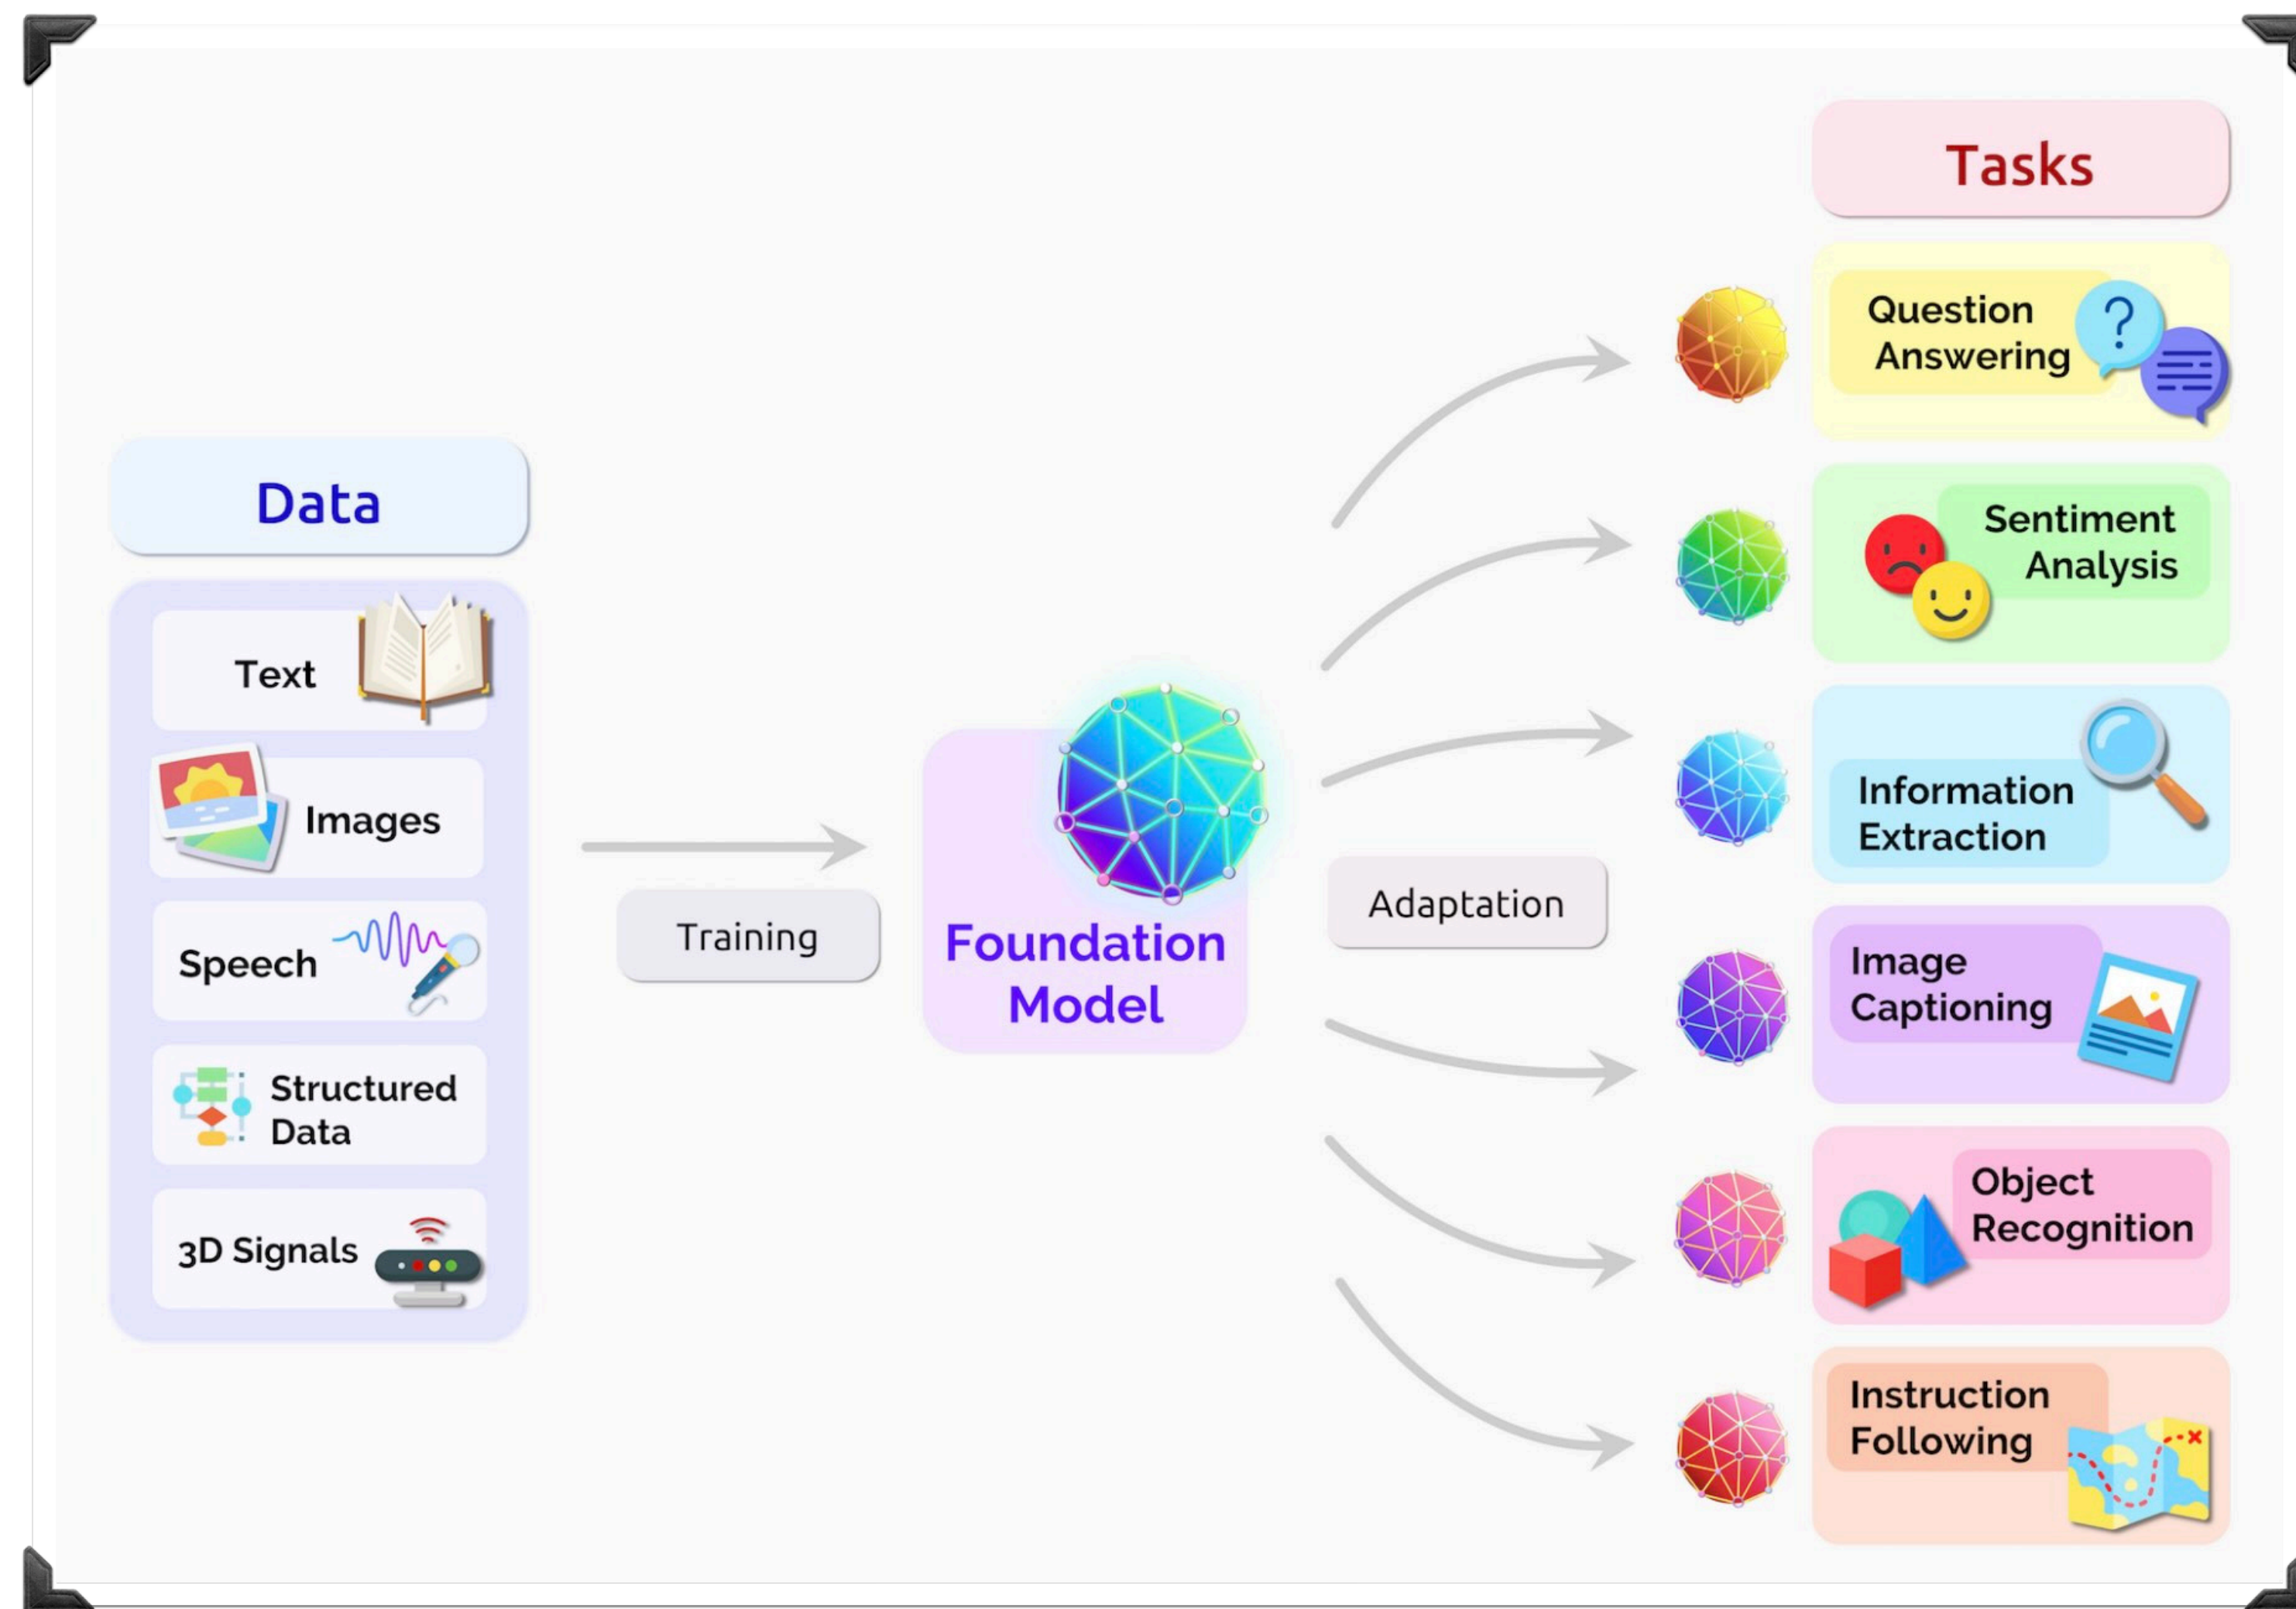 Data
Text
Images
Speech
Structured
Data
3D Signals
Training
Foundation
Model
Adaptation
Tasks
Question
Answering
?
Sentiment
Analysis
Information
Extraction
Image
Captioning
Object
Recognition
Instruction
Following